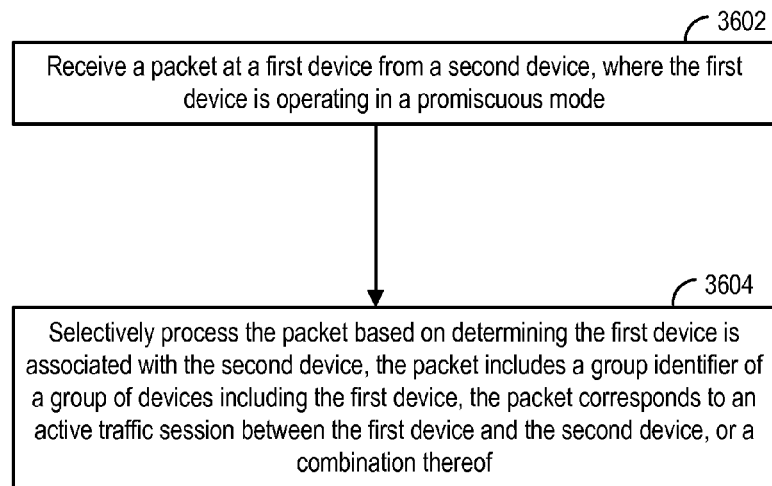 3602
Receive a packet at a first device from a second device, where the first
device is operating in a promiscuous mode
3604
Selectively process the packet based on determining the first device is
associated with the second device, the packet includes a group identifier of
a group of devices including the first device, the packet corresponds to an
active traffic session between the first device and the second device, or a
combination thereof